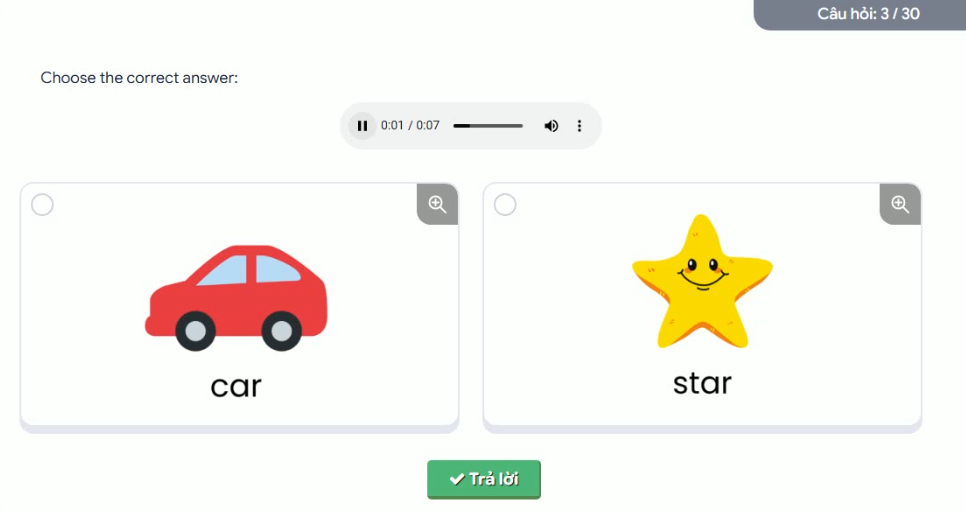 Câu hỏi: 3 / 30
Choose the correct answer:
0:01 / 0:07
car
star
Trả lời